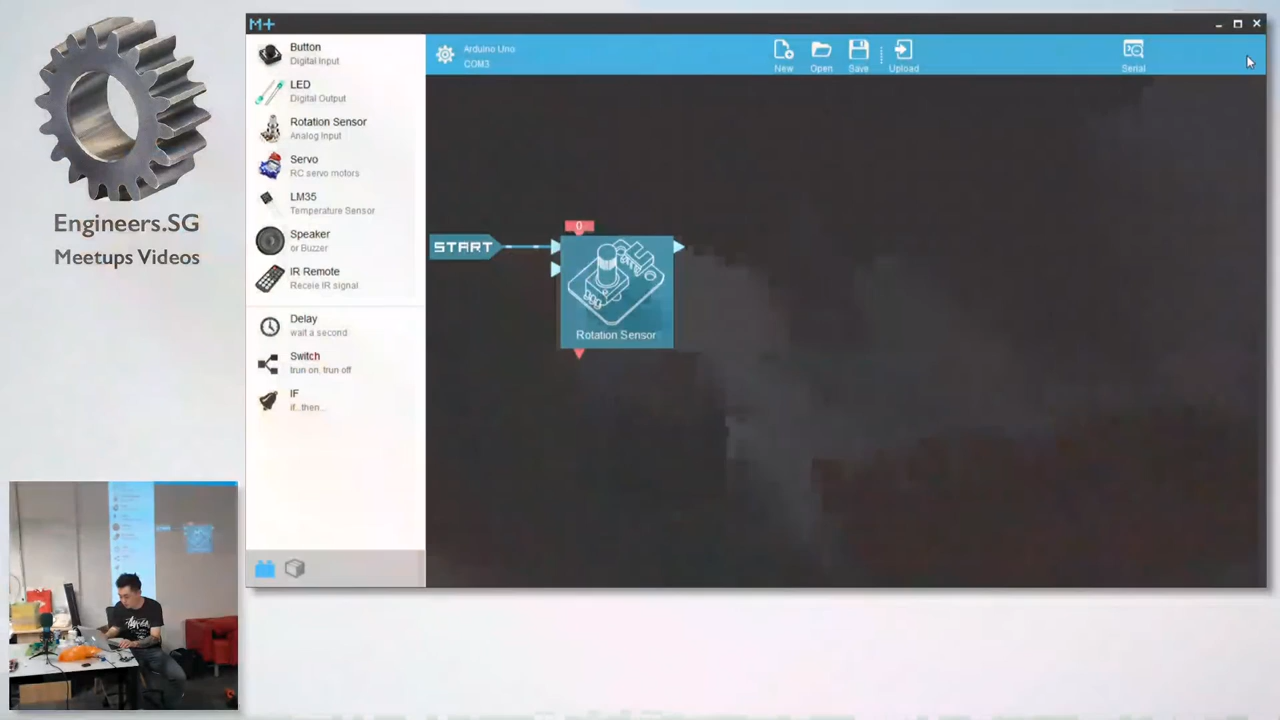 Engineers.SG
Meetups Videos
M+
Button
Digital Input
LED
Digital Output
Rotation Sensor
Analog Input
Servo
RC servo motors
LM35
Temperature Sensor
Speaker
or Buzzer
IR Remote
Receie IR signal
Delay
wait a second
Switch
trun on, trun off
IF
if..then..
Arduino Uno
COM3
New
Open
Save
Upload
Serial
START
0
Rotation Sensor